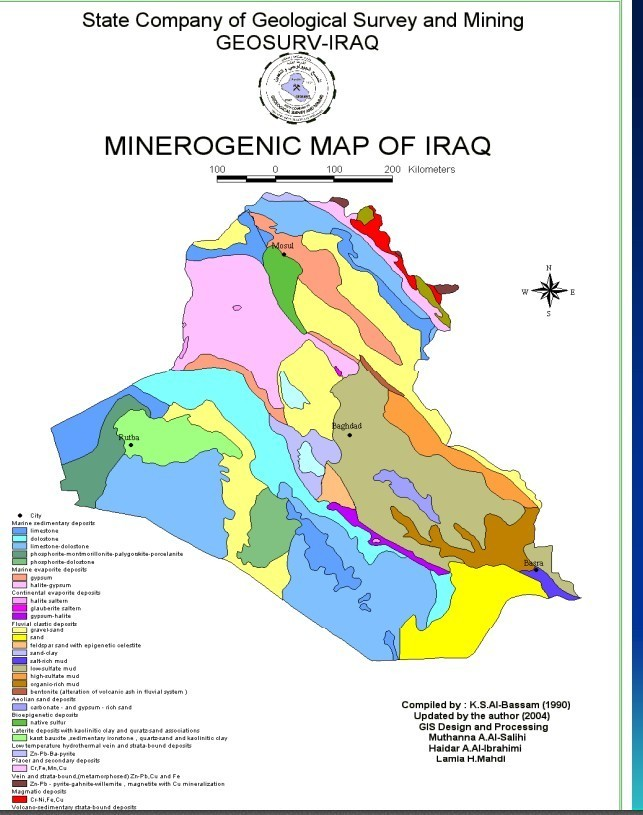 State Company of Geological Survey and Mining
GEOSURV-IRAQ
MINEROGENIC MAP OF IRAQ
100 0 100 200 Kilometers
N
W E
S
Mosul
Baghdad
Rutba
Basra
City
Marine sedimentary deposits
limestone
dolostone
limestone-dolostone
phosphorite-montmorillonite-palygorskite-porcelanite
phosphorite-dolostone
Marine evaporite deposits
gypsum
halite-gypsum
Continental evaporite deposits
halite saltern
glauberite saltern
gypsum-halite
Fluvial clastic deposits
gravel-sand
sand
feldspar sand with epigenetic celestite
sand-clay
salt-rich mud
low-sulfate mud
high-sulfate mud
organic-rich mud
bentonite (alteration of volcanic ash in fluvial system )
Aeolian sand deposits
carbonate - and gypsum - rich sand
Bioepigenetic deposits
native sulfur
Laterite deposits with kaolinitic clay and quartz-sand associations
karst bauxite ,sedimentary ironstone , quartz-sand and kaolinitic clay
Low temperature hydrothermal vein and strata-bound deposits
Zn-Pb-Ba-pyrite
Placer and secondary deposits
Cr,Fe,Mn,Cu
Vein and strata-bound,(metamorphosed) Zn-Pb,Cu and Fe
Zn-Pb - pyrite-gahnite-willemite , magnetite with Cu mineralization
Magmatic deposits
Cr-Ni,Fe,Cu
Volcano-sedimentary strata-bound deposits
Compiled by : K.S.Al-Bassam (1990)
Updated by the author (2004)
GIS Design and Processing
Muthanna A.Al-Salihi
Haidar A.Al-Ibrahimi
Lamia H.Mahdi